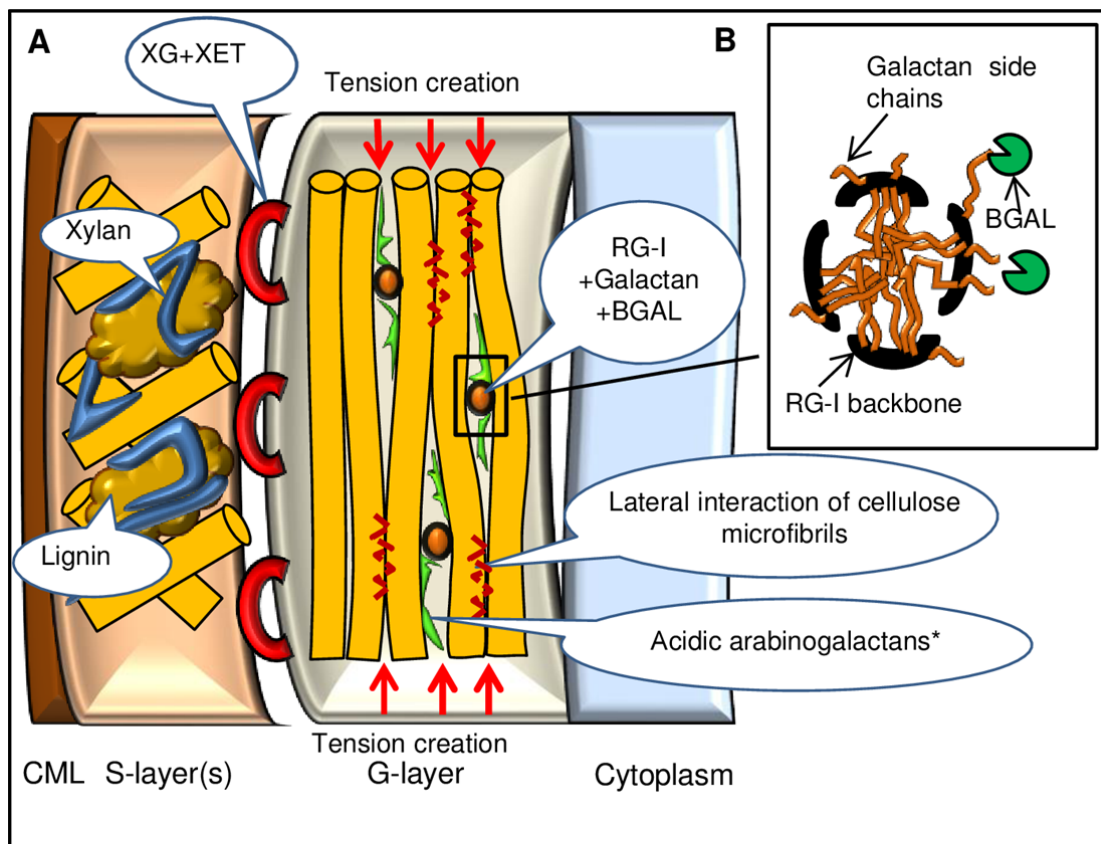 A
XG+XET
Tension creation
Xylan
RG-I
+Galactan
+BGAL
Lignin
Lateral interaction of cellulose
microfibrils
Acidic arabinogalactans*
Tension creation
CML S-layer(s) G-layer Cytoplasm
B
Galactan side
chains
BGAL
RG-I backbone